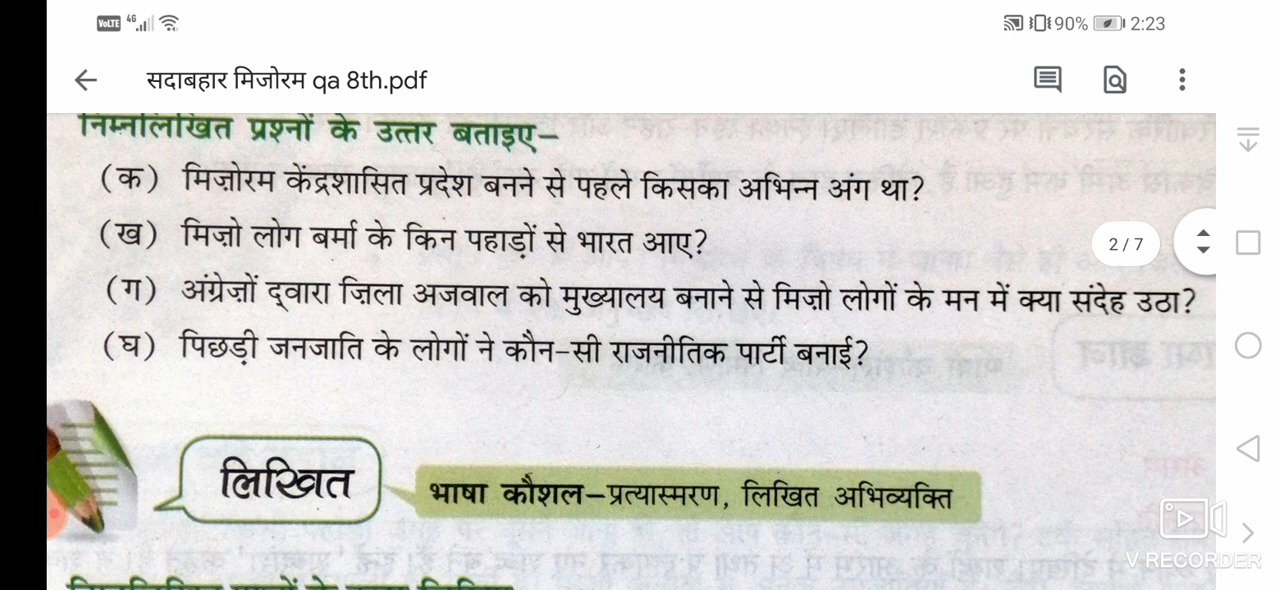 VoLTE 4G 90% 2:23
सदाबहार मिजोरम qa 8th.pdf
निम्नलिखित प्रश्नों के उत्तर बताइए–
(क) मिज़ोरम केंद्रशासित प्रदेश बनने से पहले किसका अभिन्न अंग था?
(ख) मिज़ो लोग बर्मा के किन पहाड़ों से भारत आए?
2 / 7
(ग) अंग्रेज़ों द्वारा ज़िला अजवाल को मुख्यालय बनाने से मिज़ो लोगों के मन में क्या संदेह उठा?
(घ) पिछड़ी जनजाति के लोगों ने कौन-सी राजनीतिक पार्टी बनाई?
लिखित
भाषा कौशल–प्रत्यास्मरण, लिखित अभिव्यक्ति
V RECORDER